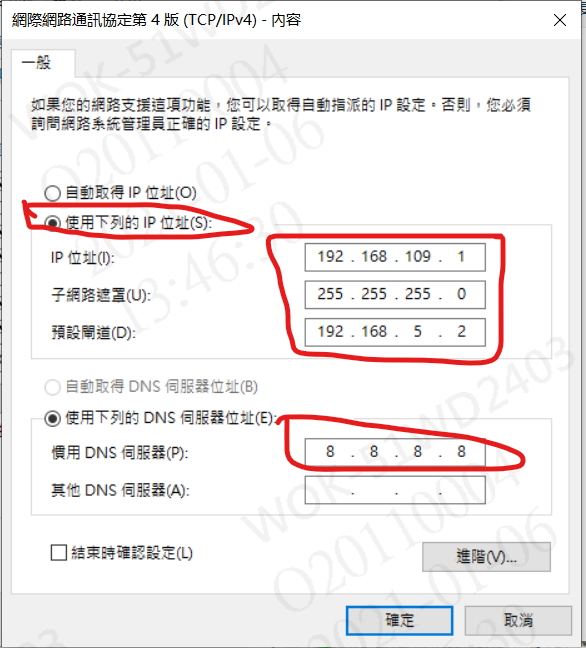 網際網路通訊協定第 4 版 (TCP/IPv4) - 內容
一般
如果您的網路支援這項功能，您可以取得自動指派的 IP 設定。否則，您必須
詢問網路系統管理員正確的 IP 設定。
自動取得 IP 位址(O)
使用下列的 IP 位址(S):
IP 位址(I): 192 . 168 . 109 . 1
子網路遮罩(U): 255 . 255 . 255 . 0
預設閘道(D): 192 . 168 . 5 . 2
自動取得 DNS 伺服器位址(B)
使用下列的 DNS 伺服器位址(E):
慣用 DNS 伺服器(P): 8 . 8 . 8 . 8
其他 DNS 伺服器(A): . . .
結束時確認設定(L)
進階(V)...
確定 取消
WOK-51WD2403
O20110004
2021-01-06
13:46:30
WOK-51WD2403
O20110004
2021-01-06
2403